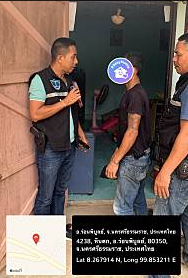 อ.ร่อนพิบูลย์, จ.นครศรีธรรมราช, ประเทศไทย
4238, หินตก, อ.ร่อนพิบูลย์, 80350,
จ.นครศรีธรรมราช, ประเทศไทย
Lat 8.267914 N, Long 99.853211 E